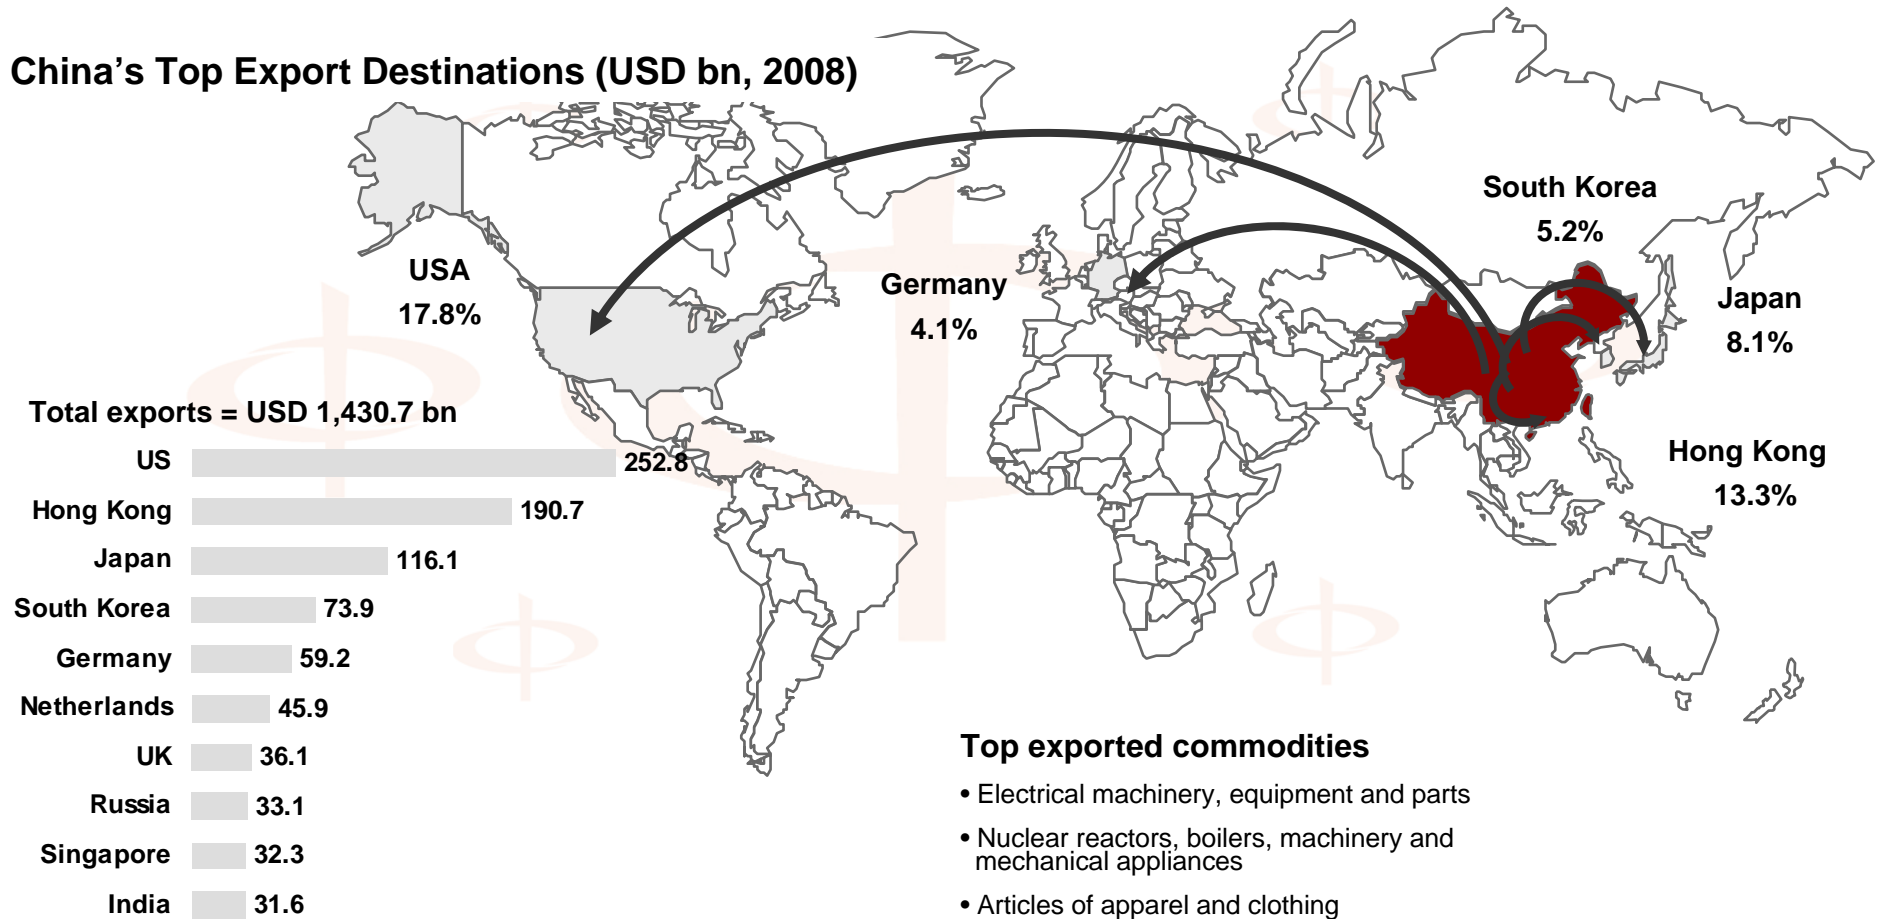 China's Top Export Destinations (USD bn, 2008)
South Korea
5.2%
USA
17.8%
Germany
4.1%
Japan
8.1%
Hong Kong
13.3%
Total exports = USD 1,430.7 bn
US 252.8
Hong Kong 190.7
Japan 116.1
South Korea 73.9
Germany 59.2
Netherlands 45.9
UK 36.1
Russia 33.1
Singapore 32.3
India 31.6
Top exported commodities
• Electrical machinery, equipment and parts
• Nuclear reactors, boilers, machinery and
mechanical appliances
• Articles of apparel and clothing